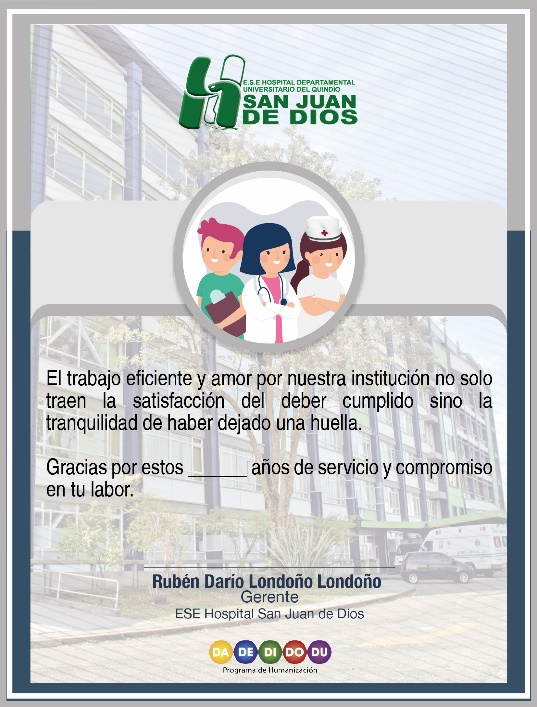 E.S.E HOSPITAL DEPARTAMENTAL
UNIVERSITARIO DEL QUINDIO
SAN JUAN
DE DIOS
El trabajo eficiente y amor por nuestra institución no solo
traen la satisfacción del deber cumplido sino la
tranquilidad de haber dejado una huella.
Gracias por estos ______ años de servicio y compromiso
en tu labor.
Rubén Darío Londoño Londoño
Gerente
ESE Hospital San Juan de Dios
DA DE DI DO DU
Programa de Humanización